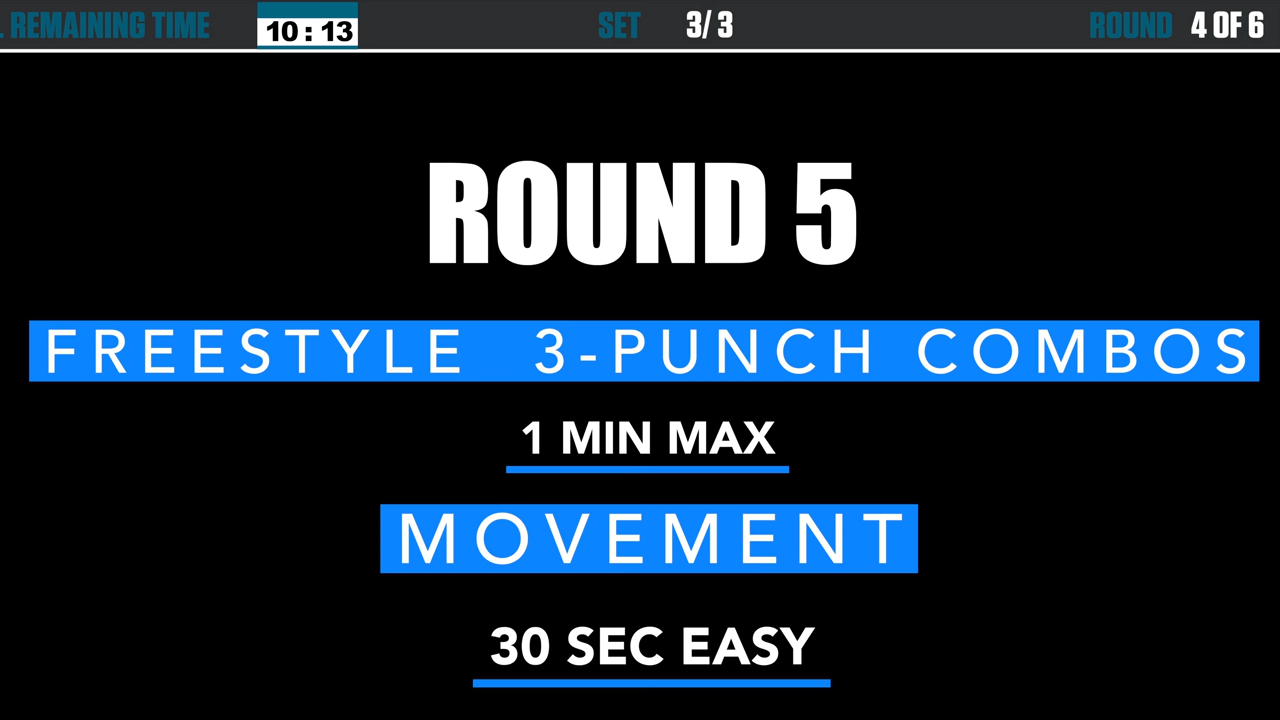 . REMAINING TIME 10 : 13 SET 3/ 3 ROUND 4 OF 6
ROUND 5
FREESTYLE 3-PUNCH COMBOS
1 MIN MAX
MOVEMENT
30 SEC EASY